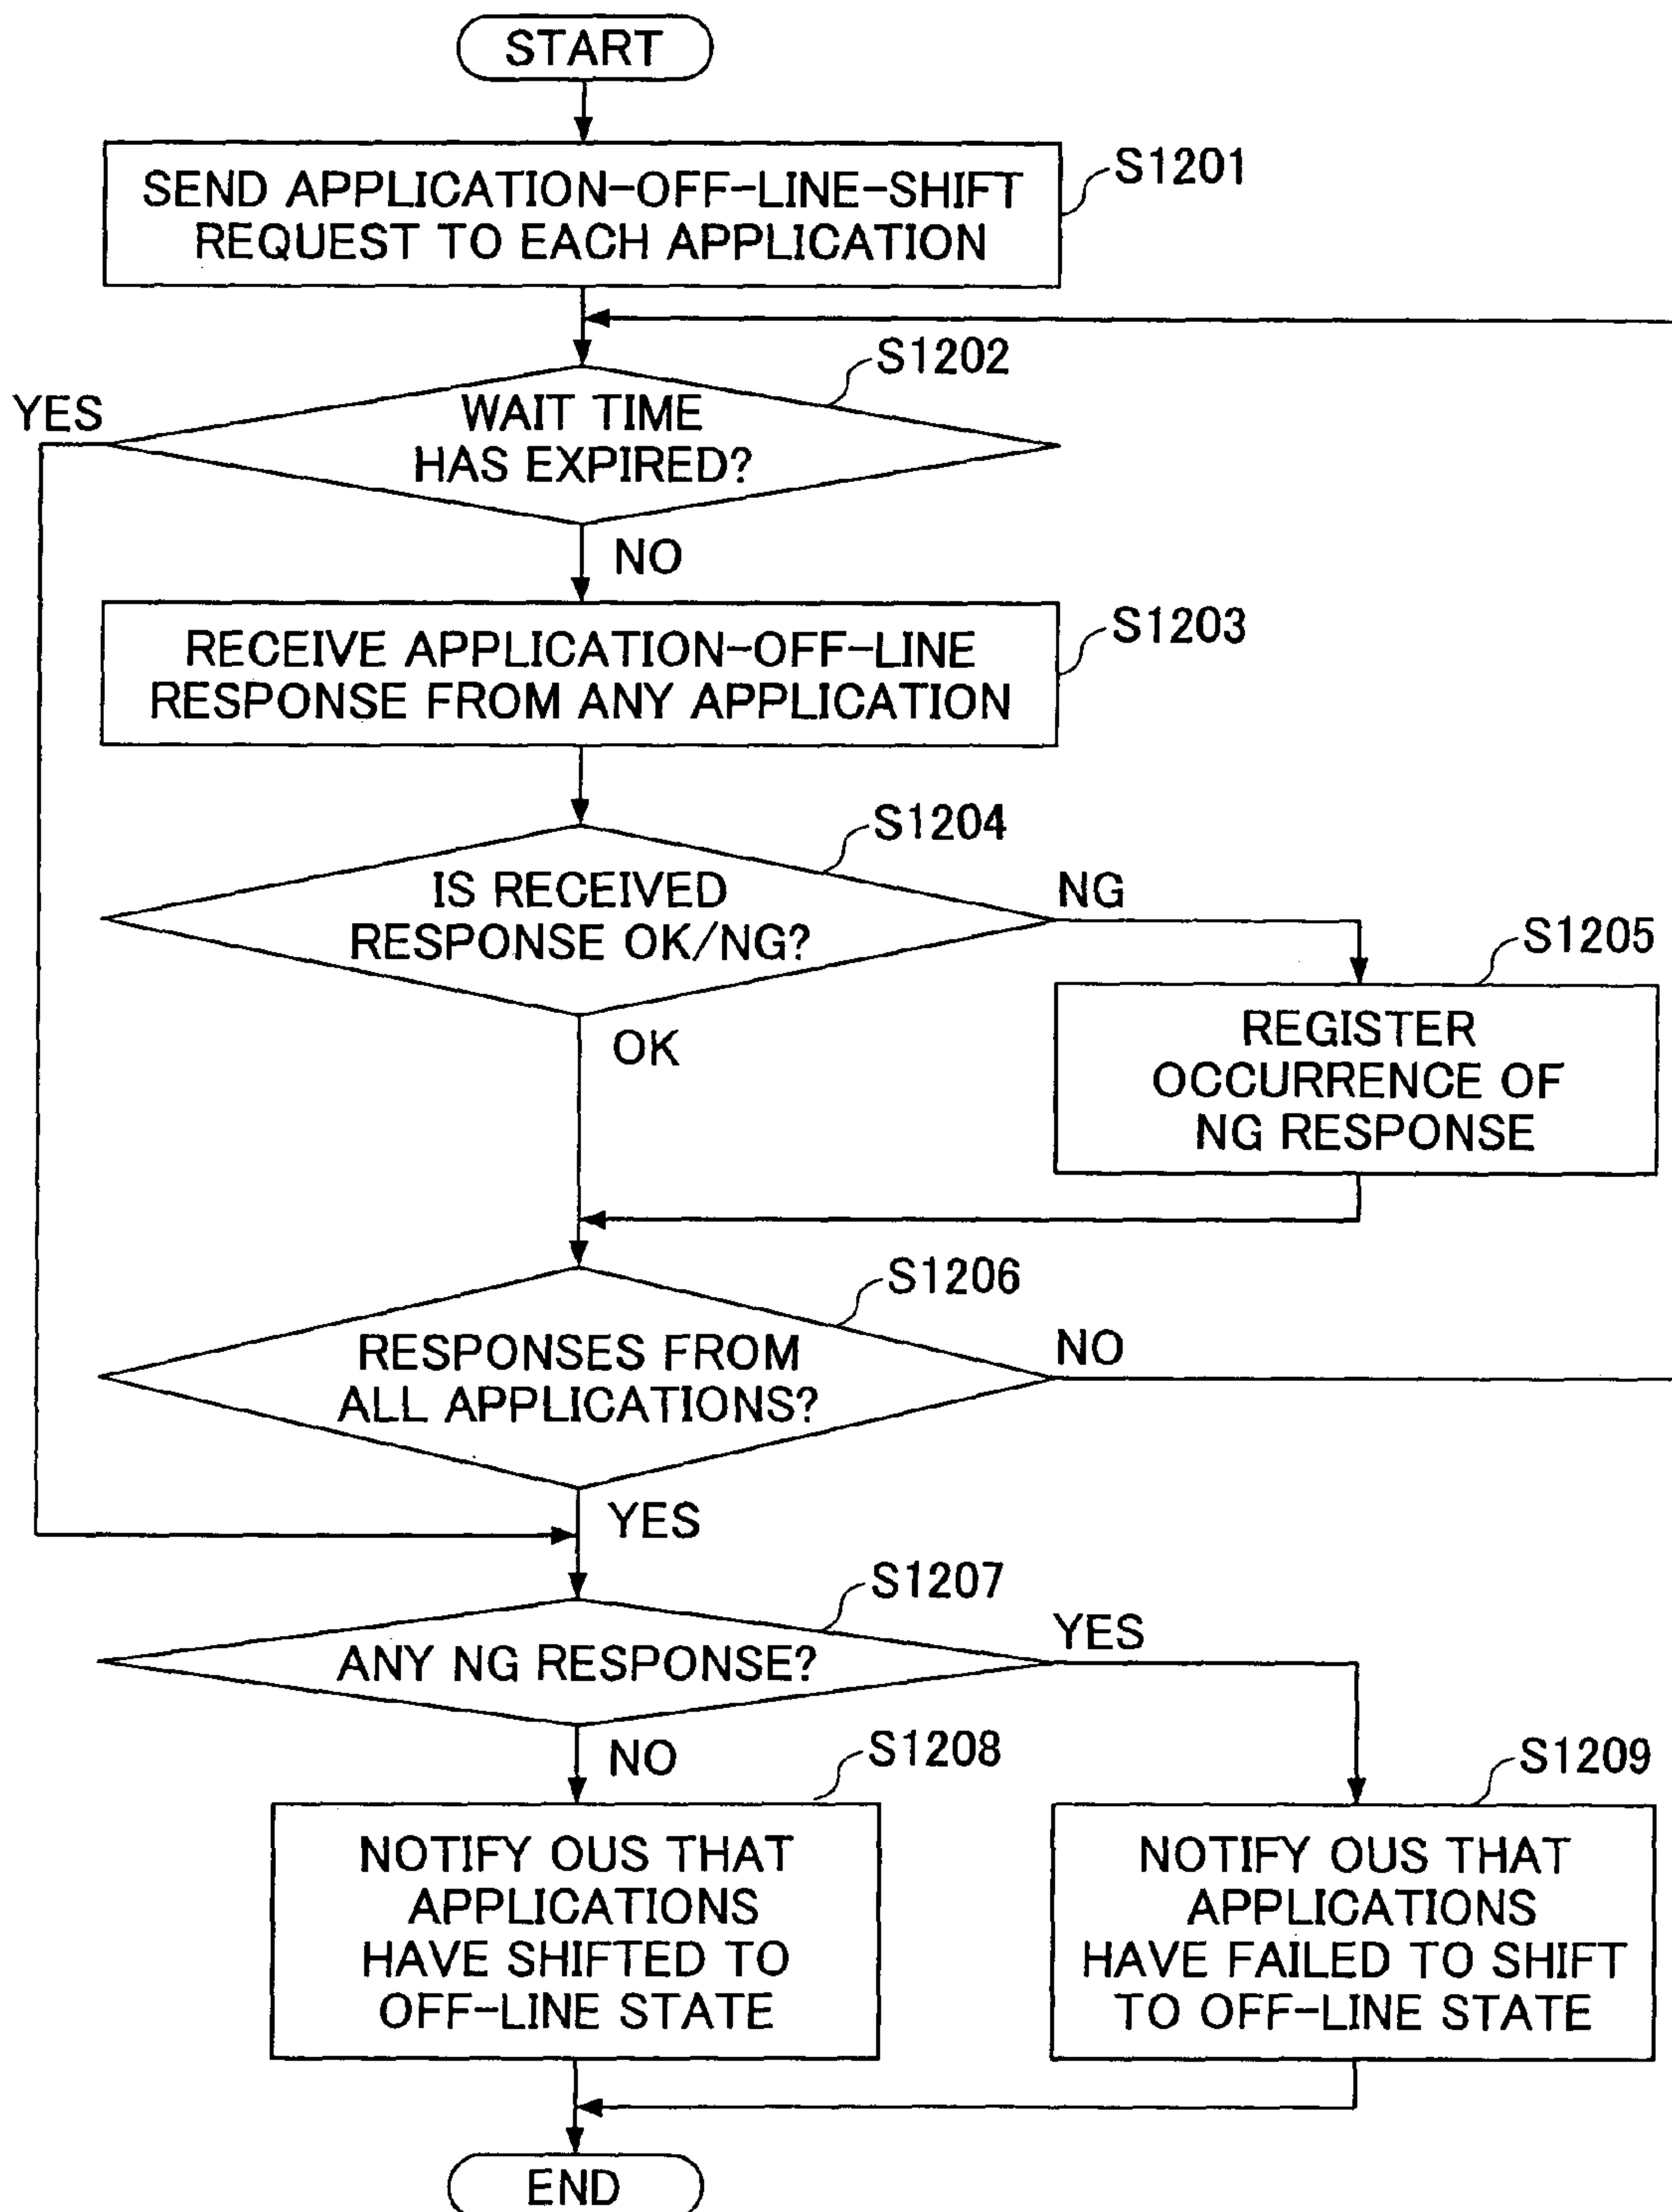 START
SEND APPLICATION-OFF-LINE-SHIFT
REQUEST TO EACH APPLICATION
S1201
S1202
YES
WAIT TIME
HAS EXPIRED?
NO
S1203
RECEIVE APPLICATION-OFF-LINE
RESPONSE FROM ANY APPLICATION
S1204
IS RECEIVED
RESPONSE OK/NG?
NG
S1205
OK
REGISTER
OCCURRENCE OF
NG RESPONSE
S1206
RESPONSES FROM
ALL APPLICATIONS?
NO
YES
S1207
ANY NG RESPONSE?
YES
NO
S1208
S1209
NOTIFY OUS THAT
APPLICATIONS
HAVE SHIFTED TO
OFF-LINE STATE
NOTIFY OUS THAT
APPLICATIONS
HAVE FAILED TO SHIFT
TO OFF-LINE STATE
END